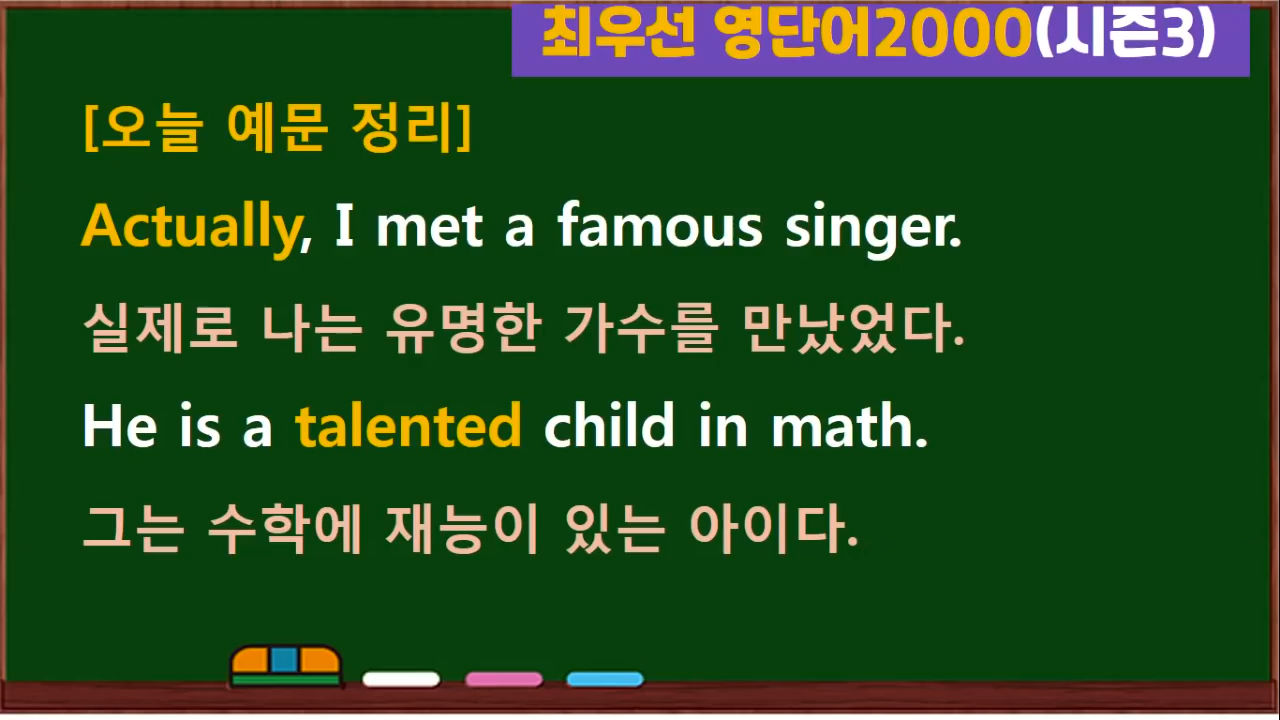 최우선 영단어2000(시즌3)
[오늘 예문 정리]
Actually, I met a famous singer.
실제로 나는 유명한 가수를 만났었다.
He is a talented child in math.
그는 수학에 재능이 있는 아이다.